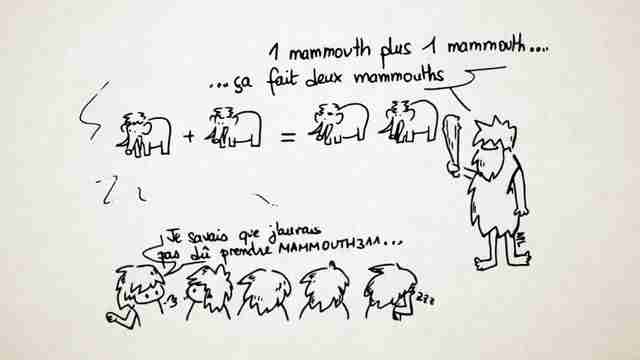 1 mammouth plus 1 mammouth....
...ça fait deux mammouths
+ =
Je savais que j'aurais
pas dû prendre MAMMOUTH311...
zzz